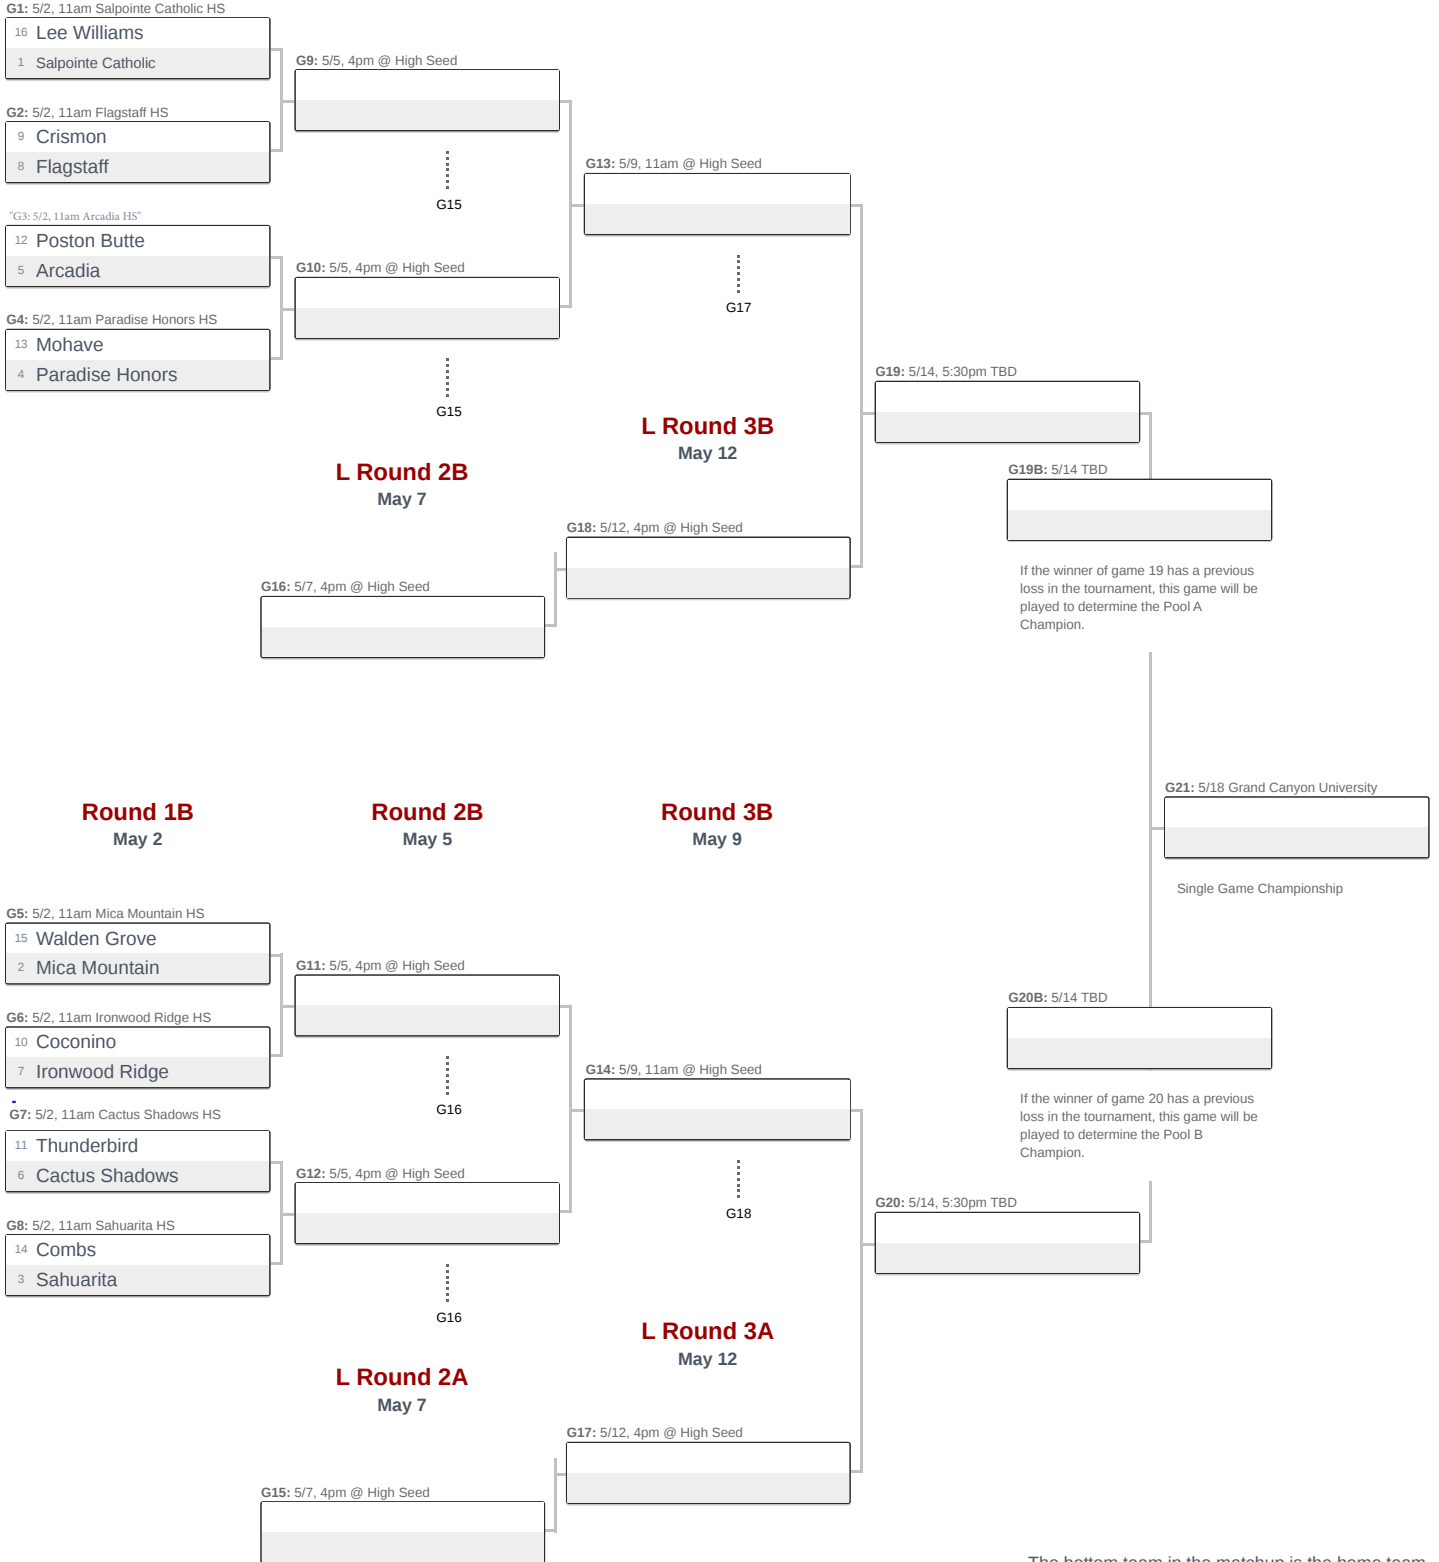 G1: 5/2, 11am Salpointe Catholic HS
16 Lee Williams
1 Salpointe Catholic
G9: 5/5, 4pm @ High Seed
G2: 5/2, 11am Flagstaff HS
9 Crismon
8 Flagstaff
G15
G13: 5/9, 11am @ High Seed
"G3: 5/2, 11am Arcadia HS"
12 Poston Butte
5 Arcadia
G10: 5/5, 4pm @ High Seed
G17
G4: 5/2, 11am Paradise Honors HS
13 Mohave
4 Paradise Honors
G15
G19: 5/14, 5:30pm TBD
L Round 3B
May 12
L Round 2B
May 7
G19B: 5/14 TBD
G18: 5/12, 4pm @ High Seed
If the winner of game 19 has a previous
loss in the tournament, this game will be
played to determine the Pool A
Champion.
G16: 5/7, 4pm @ High Seed
G21: 5/18 Grand Canyon University
Single Game Championship
Round 1B
May 2
Round 2B
May 5
Round 3B
May 9
G5: 5/2, 11am Mica Mountain HS
15 Walden Grove
2 Mica Mountain
G11: 5/5, 4pm @ High Seed
G6: 5/2, 11am Ironwood Ridge HS
10 Coconino
7 Ironwood Ridge
G16
G14: 5/9, 11am @ High Seed
G20B: 5/14 TBD
If the winner of game 20 has a previous
loss in the tournament, this game will be
played to determine the Pool B
Champion.
G7: 5/2, 11am Cactus Shadows HS
11 Thunderbird
6 Cactus Shadows
G12: 5/5, 4pm @ High Seed
G18
G20: 5/14, 5:30pm TBD
G8: 5/2, 11am Sahuarita HS
14 Combs
3 Sahuarita
G16
L Round 3A
May 12
L Round 2A
May 7
G17: 5/12, 4pm @ High Seed
G15: 5/7, 4pm @ High Seed
The bottom team in the matchup is the home team